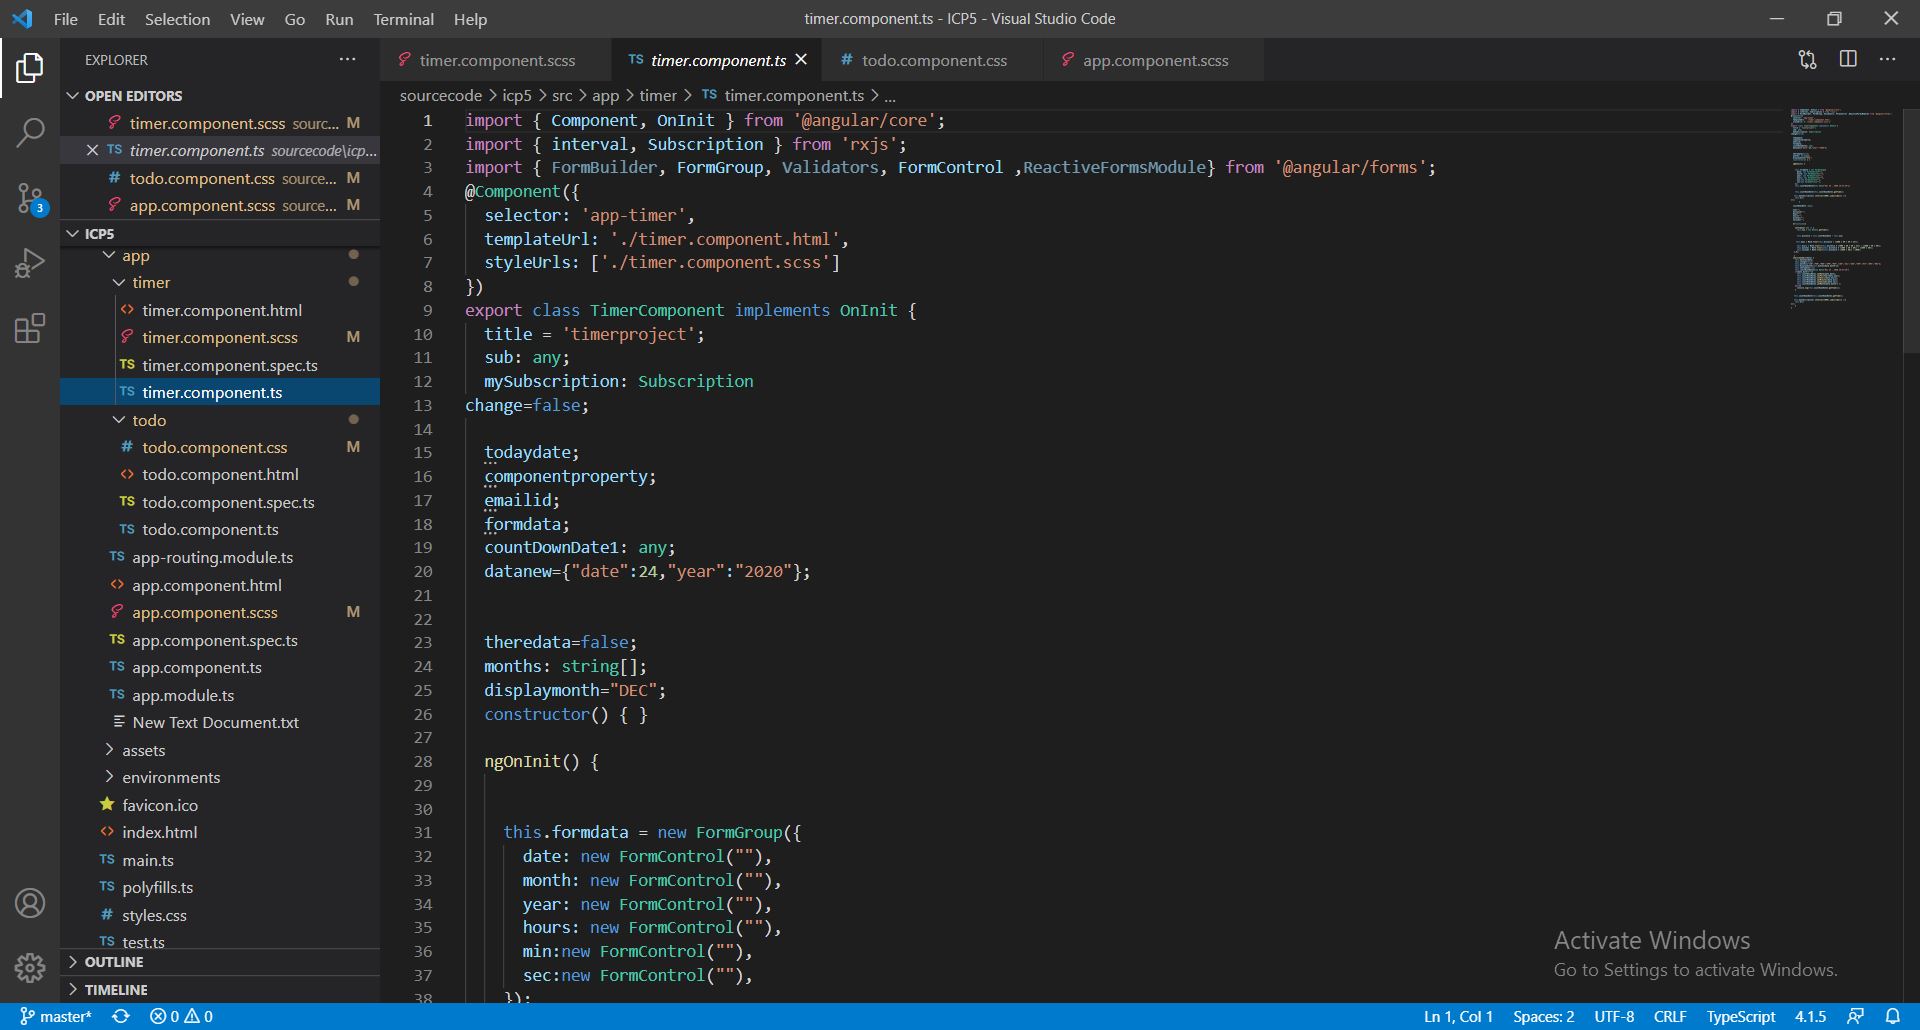 File Edit Selection View Go Run Terminal Help
timer.component.ts - ICP5 - Visual Studio Code
EXPLORER
OPEN EDITORS
timer.component.scss sourc... M
TS timer.component.ts sourcecode\icp...
# todo.component.css source... M
app.component.scss source... M
ICP5
app
timer
<> timer.component.html
timer.component.scss M
TS timer.component.spec.ts
TS timer.component.ts
todo
# todo.component.css M
<> todo.component.html
TS todo.component.spec.ts
TS todo.component.ts
TS app-routing.module.ts
<> app.component.html
app.component.scss M
TS app.component.spec.ts
TS app.component.ts
TS app.module.ts
New Text Document.txt
assets
environments
favicon.ico
<> index.html
TS main.ts
TS polyfills.ts
# styles.css
TS test.ts
OUTLINE
TIMELINE
3
timer.component.scss
TS timer.component.ts
# todo.component.css
app.component.scss
sourcecode > icp5 > src > app > timer > TS timer.component.ts > ...
1 import { Component, OnInit } from '@angular/core';
2 import { interval, Subscription } from 'rxjs';
3 import { FormBuilder, FormGroup, Validators, FormControl ,ReactiveFormsModule} from '@angular/forms';
4 @Component({
5 selector: 'app-timer',
6 templateUrl: './timer.component.html',
7 styleUrls: ['./timer.component.scss']
8 })
9 export class TimerComponent implements OnInit {
10 title = 'timerproject';
11 sub: any;
12 mySubscription: Subscription
13 change=false;
14
15 todaydate;
16 componentproperty;
17 emailid;
18 formdata;
19 countDownDate1: any;
20 datanew={"date":24,"year":"2020"};
21
22
23 theredata=false;
24 months: string[];
25 displaymonth="DEC";
26 constructor() { }
27
28 ngOnInit() {
29
30
31 this.formdata = new FormGroup({
32 date: new FormControl(""),
33 month: new FormControl(""),
34 year: new FormControl(""),
35 hours: new FormControl(""),
36 min:new FormControl(""),
37 sec:new FormControl(""),
38 });
Activate Windows
Go to Settings to activate Windows.
master* 0 0
Ln 1, Col 1 Spaces: 2 UTF-8 CRLF TypeScript 4.1.5